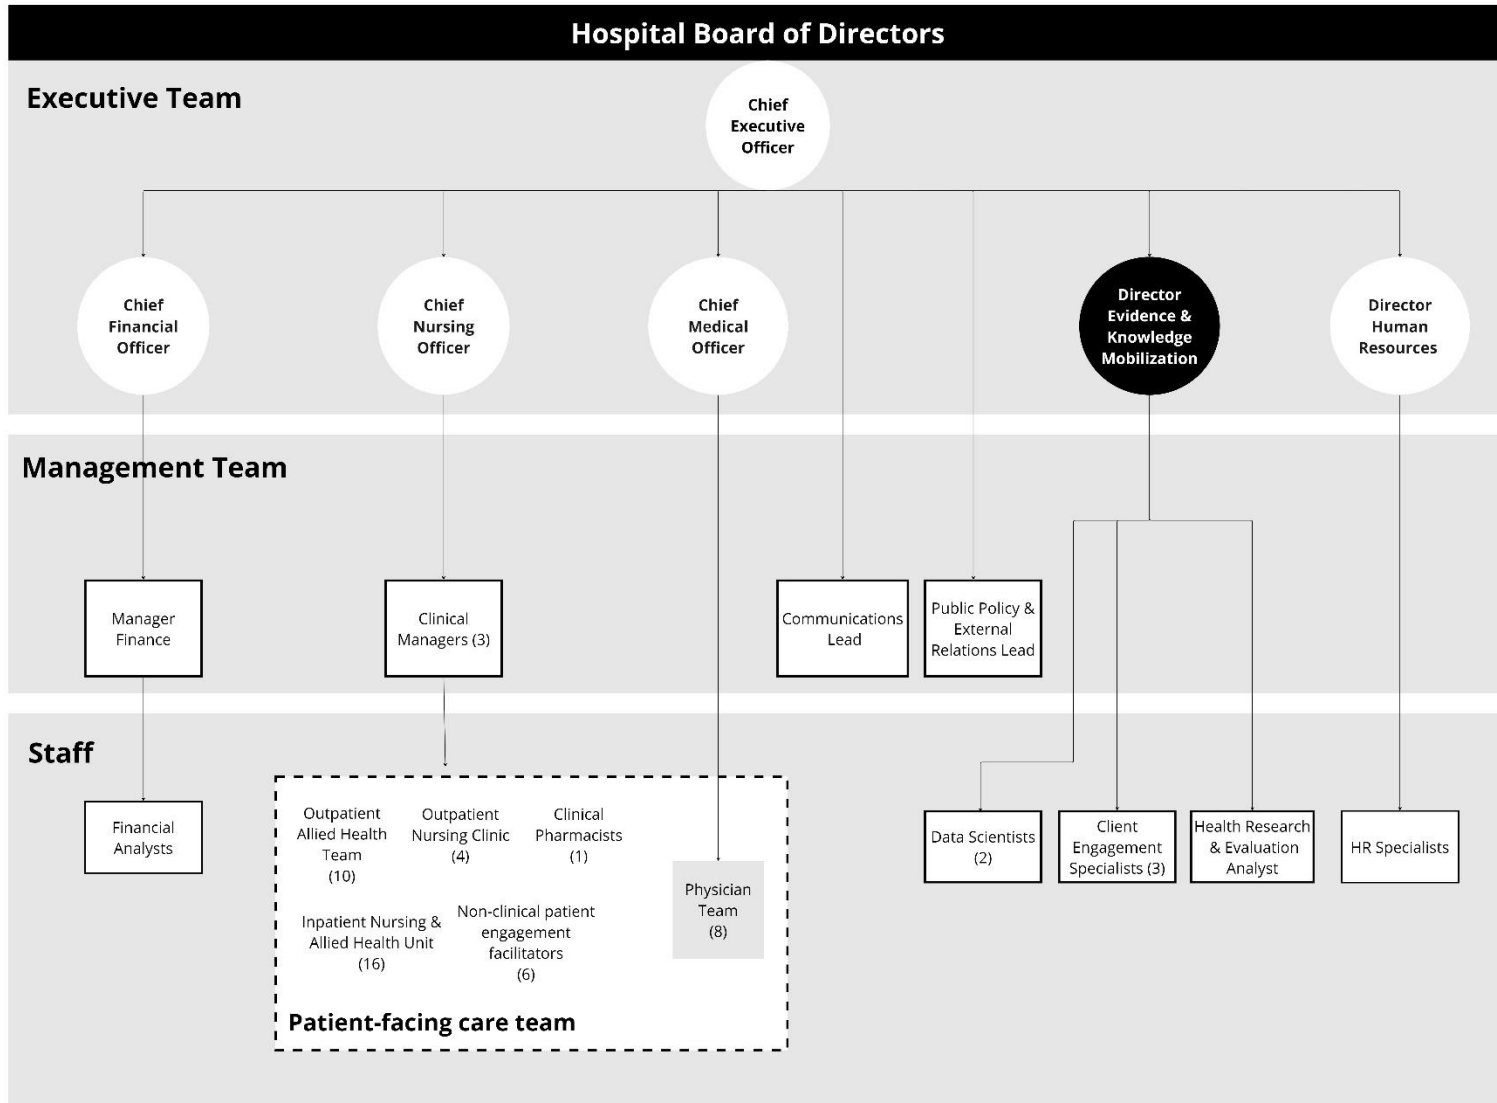 Hospital Board of Directors
Executive Team
Chief
Executive
Officer
Chief
Financial
Officer
Chief
Nursing
Officer
Chief
Medical
Officer
Director
Evidence &
Knowledge
Mobilization
Director
Human
Resources
Management Team
Manager
Finance
Clinical
Managers (3)
Communications
Lead
Public Policy &
External
Relations Lead
Staff
Financial
Analysts
Outpatient
Allied Health
Team
(10)
Outpatient
Nursing Clinic
(4)
Clinical
Pharmacists
(1)
Inpatient Nursing &
Allied Health Unit
(16)
Non-clinical patient
engagement
facilitators
(6)
Physician
Team
(8)
Patient-facing care team
Data Scientists
(2)
Client
Engagement
Specialists (3)
Health Research
& Evaluation
Analyst
HR Specialists